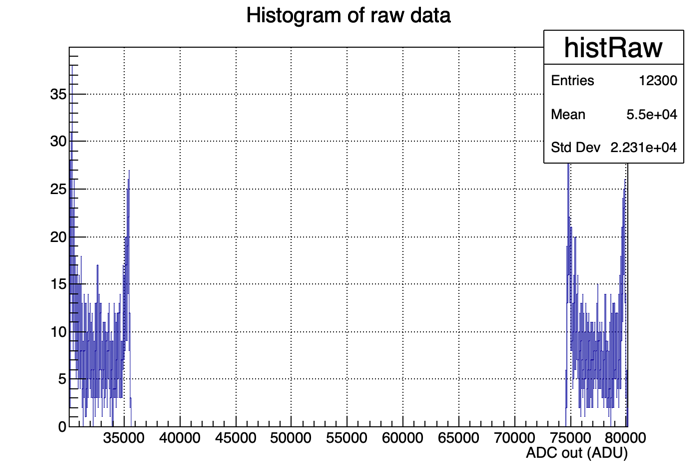 Histogram of raw data
histRaw
Entries 12300
Mean 5.5e+04
Std Dev 2.231e+04
35
30
25
20
15
10
5
0
35000 40000 45000 50000 55000 60000 65000 70000 75000 80000
ADC out (ADU)